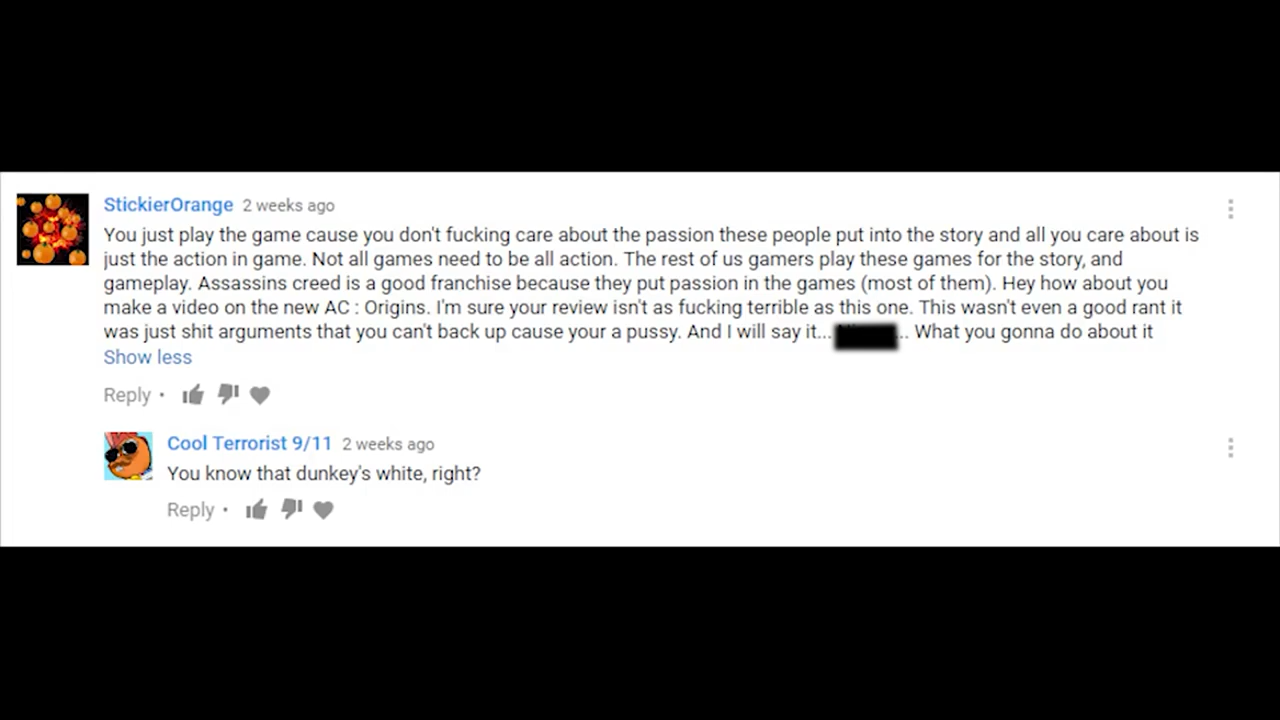 StickierOrange 2 weeks ago
You just play the game cause you don't fucking care about the passion these people put into the story and all you care about is
just the action in game. Not all games need to be all action. The rest of us gamers play these games for the story, and
gameplay. Assassins creed is a good franchise because they put passion in the games (most of them). Hey how about you
make a video on the new AC : Origins. I'm sure your review isn't as fucking terrible as this one. This wasn't even a good rant it
was just shit arguments that you can't back up cause your a pussy. And I will say it... .. What you gonna do about it
Show less
Reply •
Cool Terrorist 9/11 2 weeks ago
You know that dunkey's white, right?
Reply •